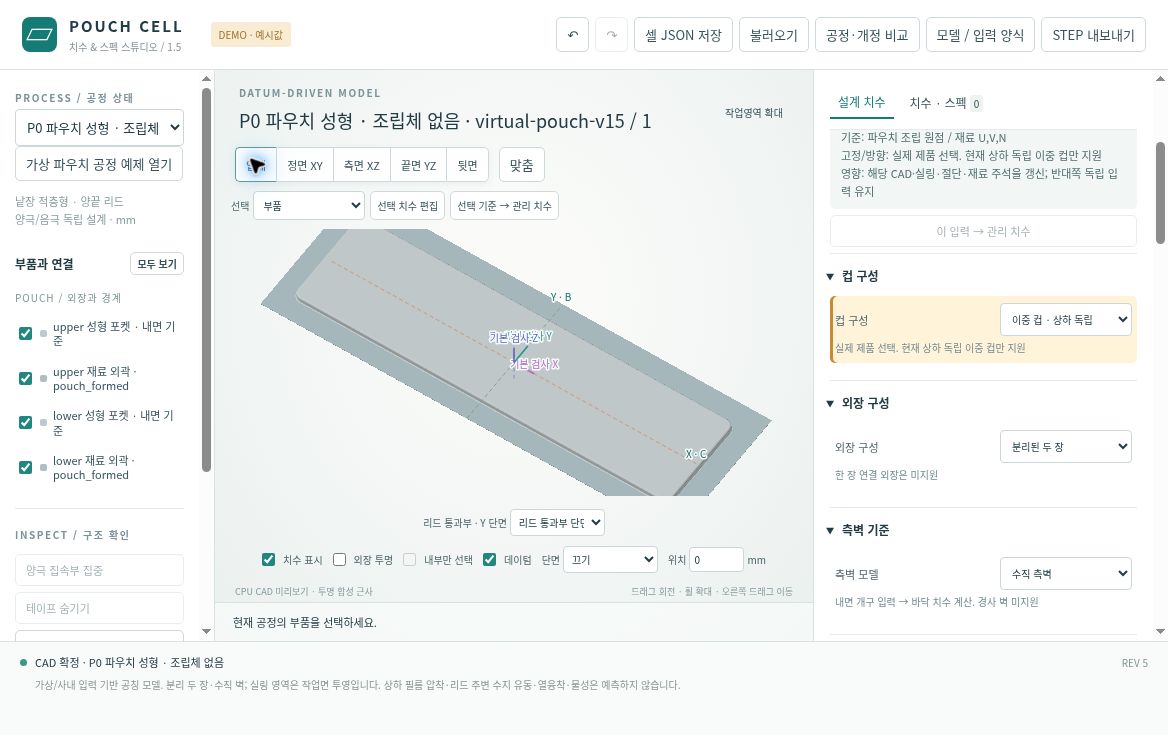 POUCH CELL
치수 & 스펙 스튜디오 / 1.5
DEMO · 예시값
↶
↷
셀 JSON 저장
불러오기
공정·개정 비교
모델 / 입력 양식
STEP 내보내기
PROCESS / 공정 상태
P0 파우치 성형 · 조립체
가상 파우치 공정 예제 열기
낱장 적층형 · 양끝 리드
양극/음극 독립 설계 · mm
부품과 연결
모두 보기
POUCH / 외장과 경계
upper 성형 포켓 · 내면 기
준
upper 재료 외곽 ·
pouch_formed
lower 성형 포켓 · 내면 기
준
lower 재료 외곽 ·
pouch_formed
INSPECT / 구조 확인
양극 집속부 집중
테이프 숨기기
DATUM-DRIVEN MODEL
P0 파우치 성형 · 조립체 없음 · virtual-pouch-v15 / 1
작업영역 확대
정면 XY
측면 XZ
끝면 YZ
뒷면
맞춤
선택
부품
선택 치수 편집
선택 기준 → 관리 치수
Y · B
기본 검사 Z
Y
기본 검사 X
X · C
리드 통과부 · Y 단면
리드 통과부 단면
치수 표시
외장 투명
내부만 선택
데이텀
단면
끄기
위치
0
mm
CPU CAD 미리보기 · 투명 합성 근사
드래그 회전 · 휠 확대 · 오른쪽 드래그 이동
현재 공정의 부품을 선택하세요.
설계 치수
치수 · 스펙 0
기준: 파우치 조립 원점 / 재료 U,V,N
고정/방향: 실제 제품 선택. 현재 상하 독립 이중 컵만 지원
영향: 해당 CAD·실링·절단·재료 주석을 갱신; 반대쪽 독립 입
력 유지
이 입력 → 관리 치수
컵 구성
컵 구성
이중 컵 · 상하 독립
실제 제품 선택. 현재 상하 독립 이중 컵만 지원
외장 구성
외장 구성
분리된 두 장
한 장 연결 외장은 미지원
측벽 기준
측벽 모델
수직 측벽
내면 개구 입력 → 바닥 치수 계산. 경사 벽 미지원
CAD 확정 · P0 파우치 성형 · 조립체 없음
REV 5
가상/사내 입력 기반 공칭 모델. 분리 두 장·수직 벽; 실링 영역은 작업면 투영입니다. 상하 필름 압착·리드 주변 수지 유동·열융착·물성은 예측하지 않습니다.